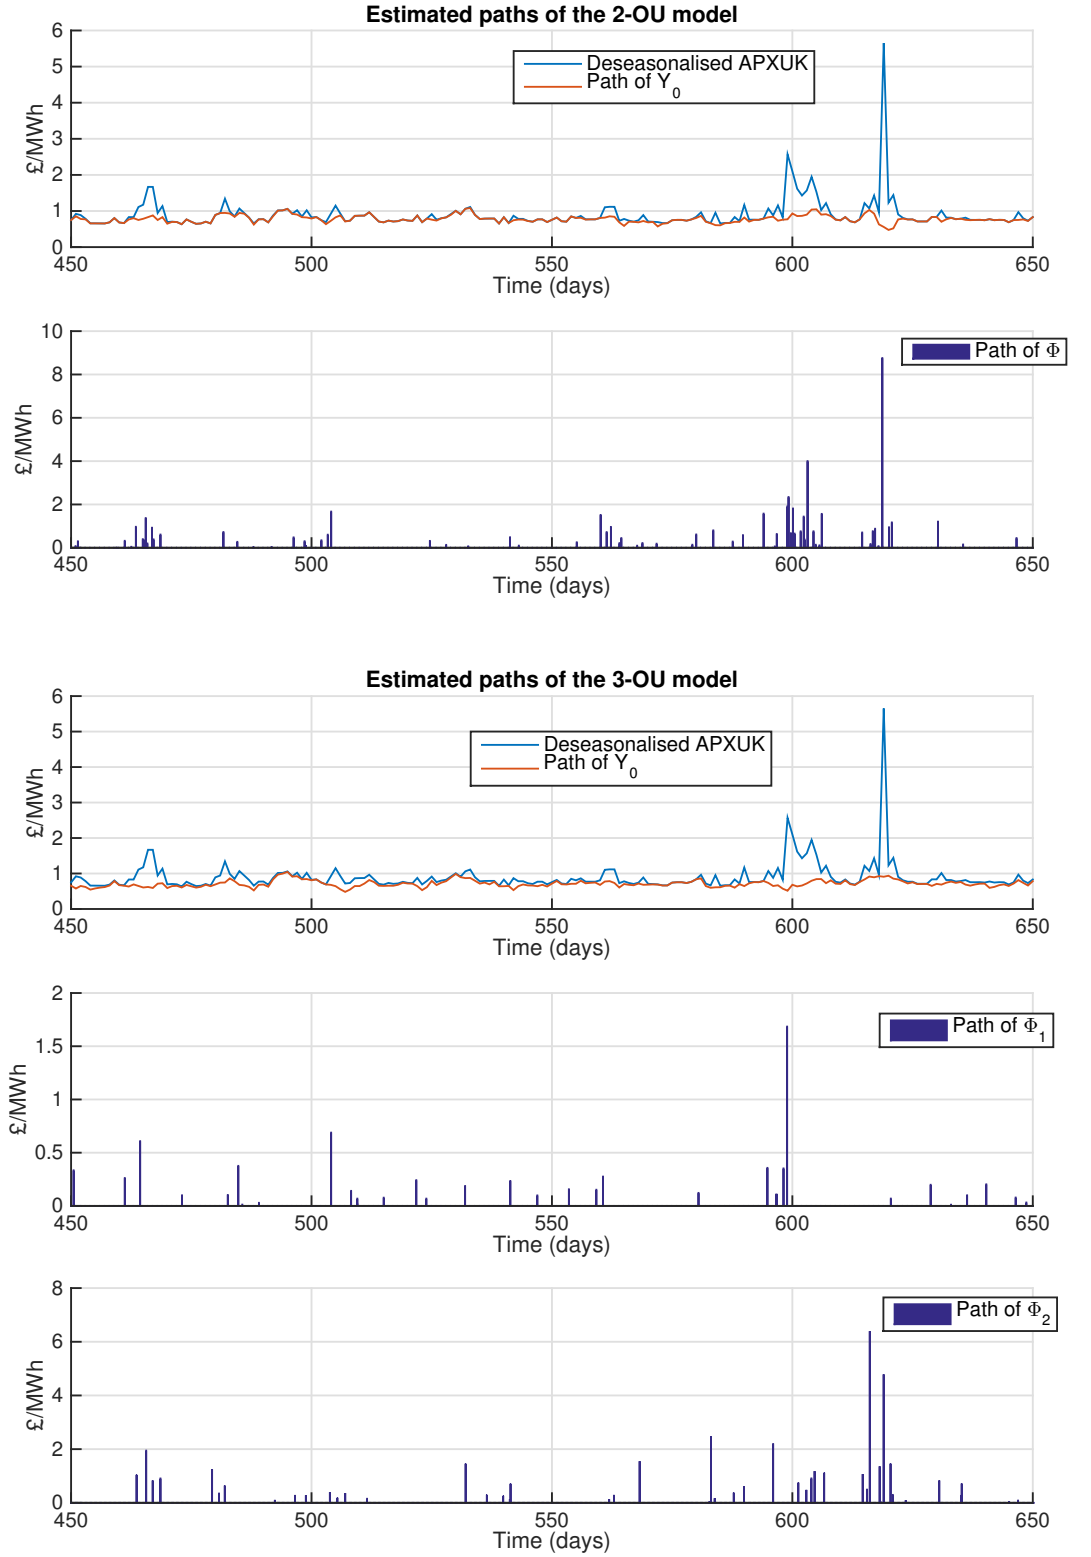 Estimated paths of the 2-OU model
6
5
4
3
2
1
0
£/MWh
Deseasonalised APXUK
Path of Y0
450
500
550
600
650
Time (days)
10
8
6
4
2
0
£/MWh
Path of Φ
450
500
550
600
650
Time (days)
Estimated paths of the 3-OU model
6
5
4
3
2
1
0
£/MWh
Deseasonalised APXUK
Path of Y0
450
500
550
600
650
Time (days)
2
1.5
1
0.5
0
£/MWh
Path of Φ1
450
500
550
600
650
Time (days)
8
6
4
2
0
£/MWh
Path of Φ2
450
500
550
600
650
Time (days)